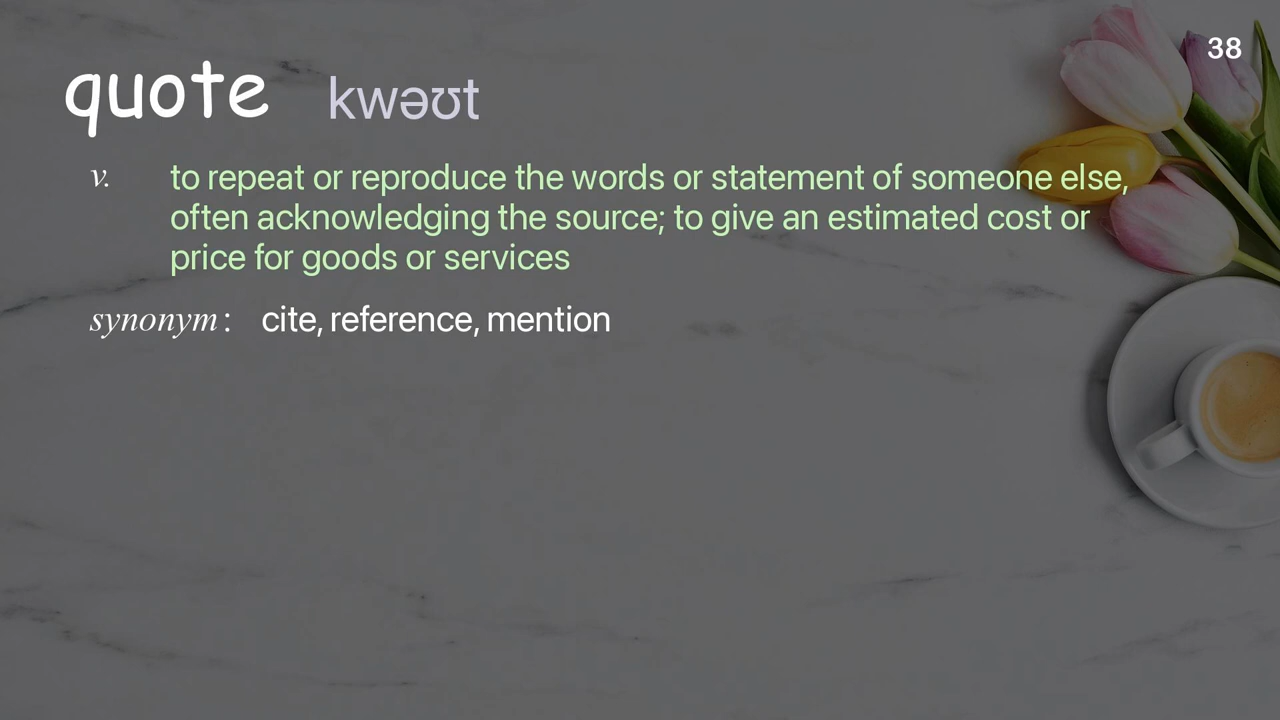 38
quote kwəʊt
v. to repeat or reproduce the words or statement of someone else,
often acknowledging the source; to give an estimated cost or
price for goods or services
synonym: cite, reference, mention